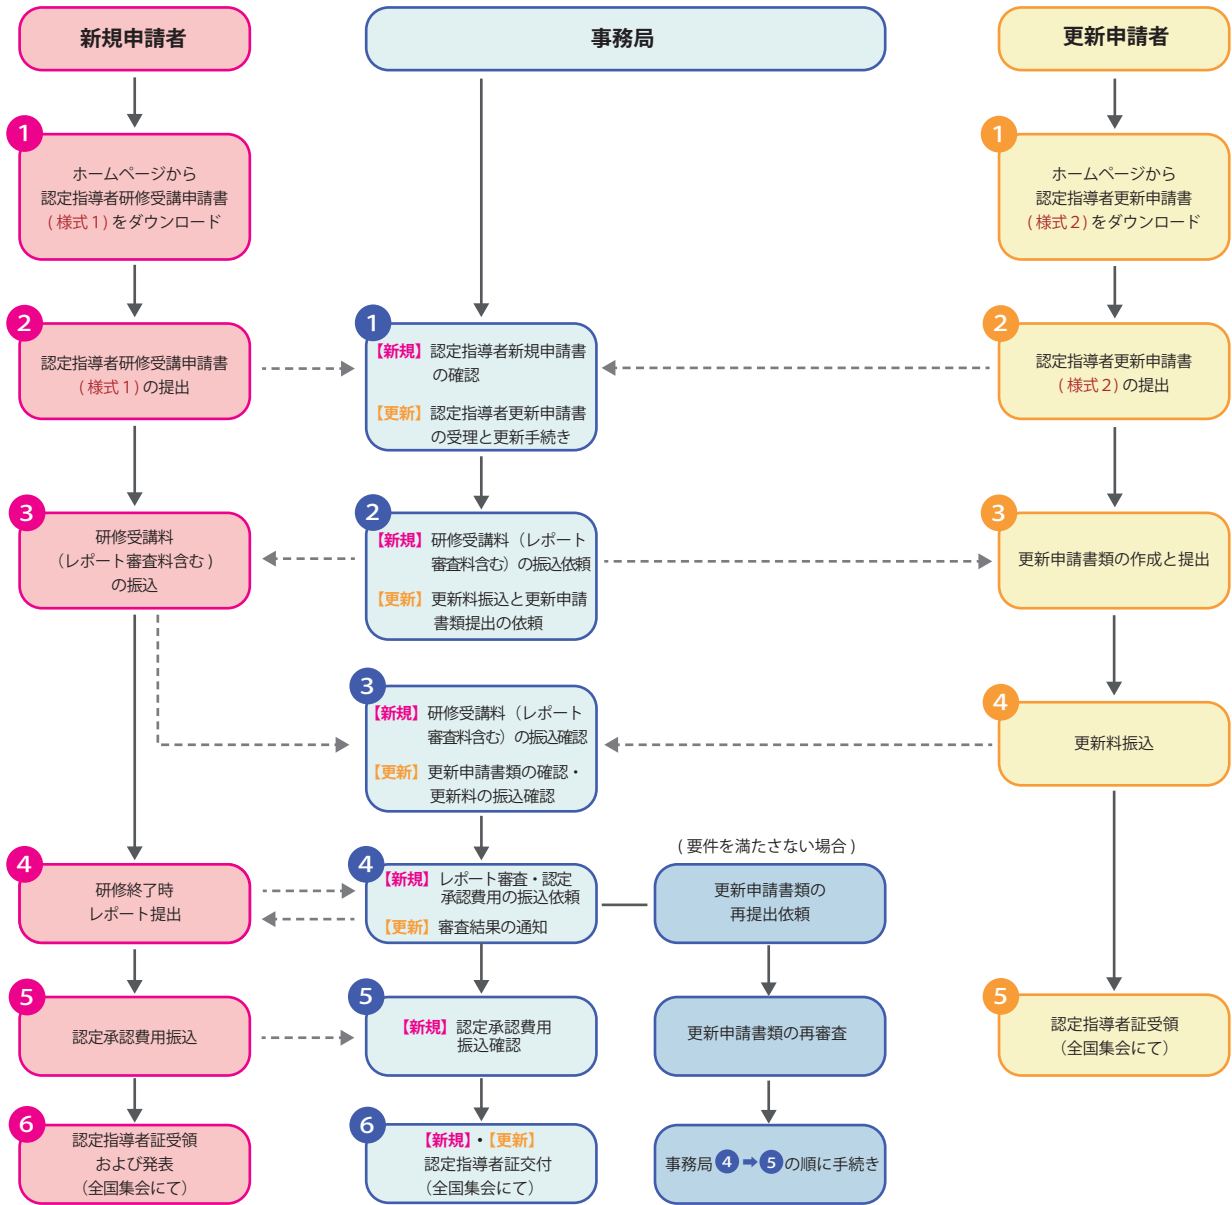 新規申請者
1
ホームページから
認定指導者研修受講申請書
(様式1)をダウンロード
2
認定指導者研修受講申請書
(様式1)の提出
3
研修受講料
(レポート審査料含む)
の振込
4
研修終了時
レポート提出
5
認定承認費用振込
6
認定指導者証受領
および発表
(全国集会にて)
事務局
1
【新規】認定指導者新規申請書
の確認
【更新】認定指導者更新申請書
の受理と更新手続き
2
【新規】研修受講料(レポート
審査料含む)の振込依頼
【更新】更新料振込と更新申請
書類提出の依頼
3
【新規】研修受講料(レポート
審査料含む)の振込確認
【更新】更新申請書類の確認・
更新料の振込確認
4
【新規】レポート審査・認定
承認費用の振込依頼
【更新】審査結果の通知
5
【新規】認定承認費用
振込確認
6
【新規】・【更新】
認定指導者証交付
(全国集会にて)
(要件を満たさない場合)
更新申請書類の
再提出依頼
更新申請書類の再審査
事務局4➡5の順に手続き
更新申請者
1
ホームページから
認定指導者更新申請書
(様式2)をダウンロード
2
認定指導者更新申請書
(様式2)の提出
3
更新申請書類の作成と提出
4
更新料振込
5
認定指導者証受領
(全国集会にて)